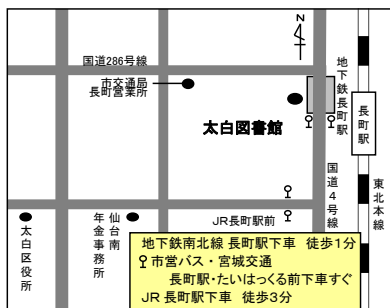 N
国道286号線
市交通局
長町営業所
太白図書館
地下鉄長町駅
長町駅
国道4号線
東北本線
JR長町駅前
太白区役所
仙台南
年金事務所
地下鉄南北線 長町駅下車 徒歩1分
市営バス・宮城交通
長町駅・たいはっくる前下車すぐ
JR 長町駅下車 徒歩3分